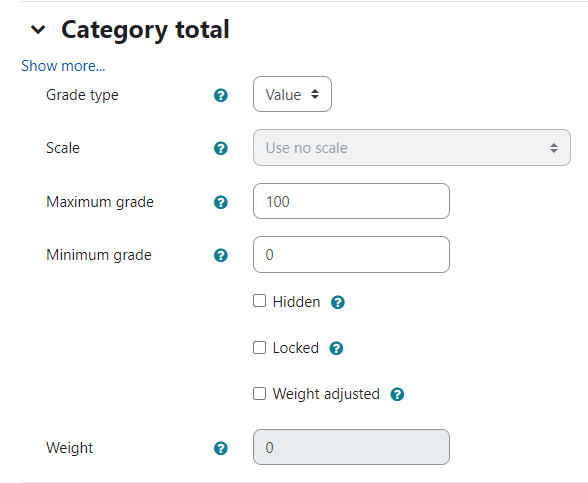 Category total
Show more...
Grade type ? Value
Scale ? Use no scale
Maximum grade ? 100
Minimum grade ? 0
Hidden ?
Locked ?
Weight adjusted ?
Weight ? 0